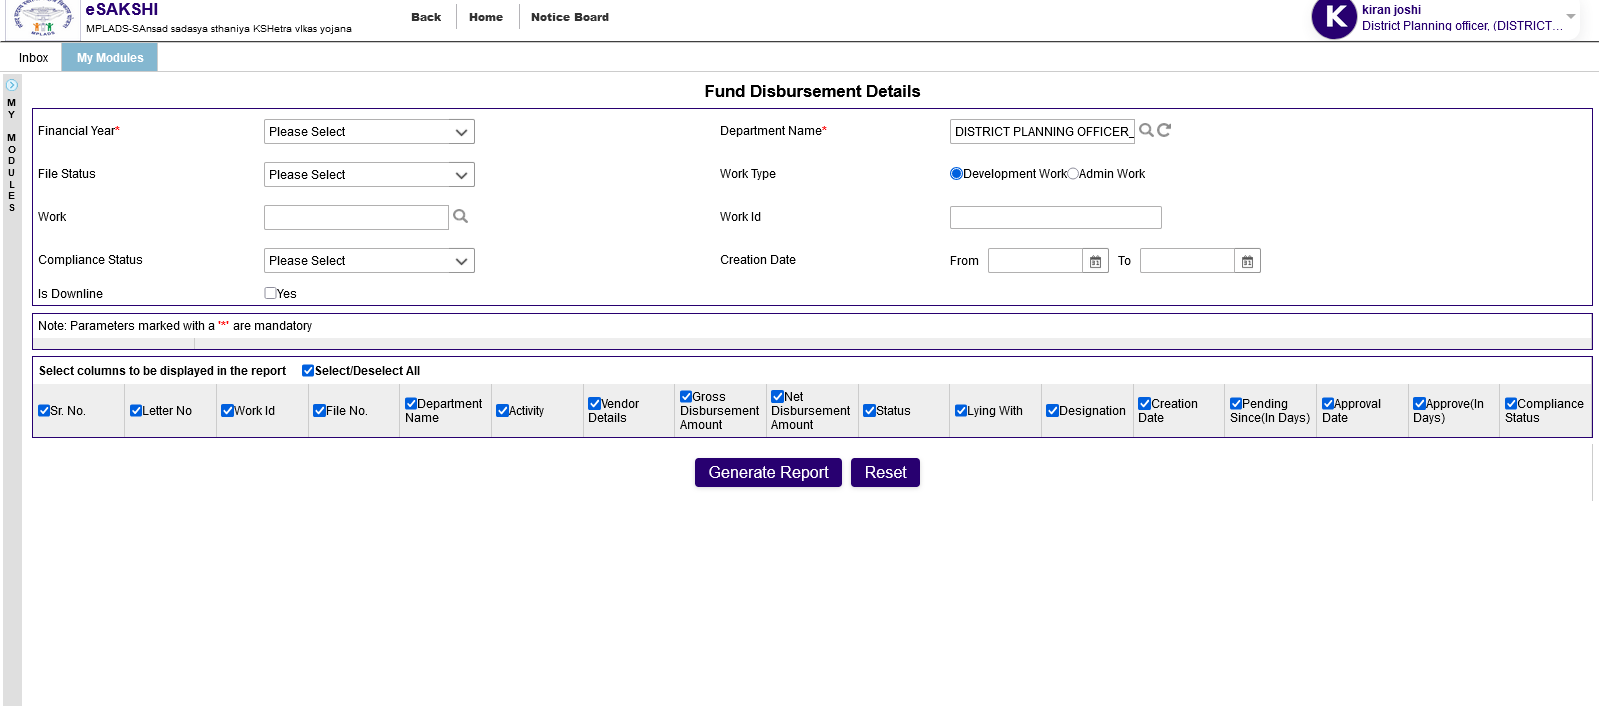 eSAKSHI
MPLADS-SAnsad sadasya sthaniya KSHetra vIkas yojana
MPLADS
Back
Home
Notice Board
K
kiran joshi
District Planning officer, (DISTRICT...
Inbox
My Modules
MY MODULES
Fund Disbursement Details
Financial Year*
Please Select
Department Name*
DISTRICT PLANNING OFFICER_
File Status
Please Select
Work Type
Development Work
Admin Work
Work
Work Id
Compliance Status
Please Select
Creation Date
From
To
Is Downline
Yes
Note: Parameters marked with a '*' are mandatory
Select columns to be displayed in the report
Select/Deselect All
Sr. No.
Letter No
Work Id
File No.
Department
Name
Activity
Vendor
Details
Gross
Disbursement
Amount
Net
Disbursement
Amount
Status
Lying With
Designation
Creation
Date
Pending
Since(In Days)
Approval
Date
Approve(In
Days)
Compliance
Status
Generate Report
Reset